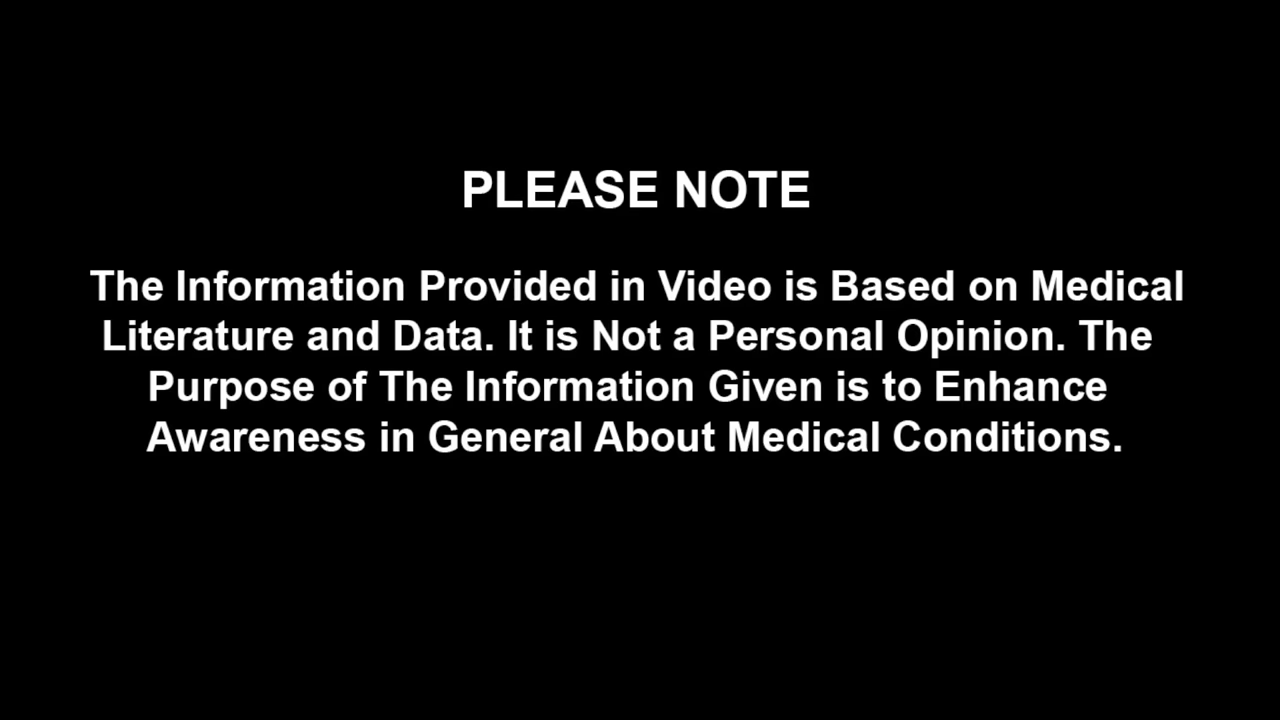 PLEASE NOTE
The Information Provided in Video is Based on Medical
Literature and Data. It is Not a Personal Opinion. The
Purpose of The Information Given is to Enhance
Awareness in General About Medical Conditions.